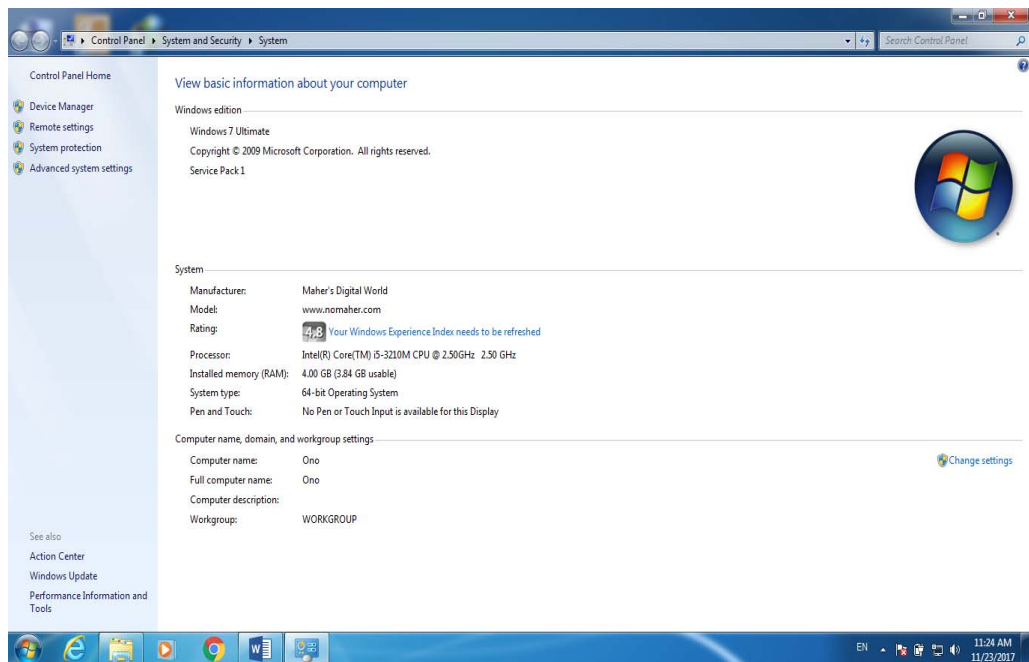 Control Panel ▸ System and Security ▸ System
Search Control Panel
Control Panel Home
Device Manager
Remote settings
System protection
Advanced system settings
View basic information about your computer
Windows edition
Windows 7 Ultimate
Copyright © 2009 Microsoft Corporation. All rights reserved.
Service Pack 1
System
Manufacturer: Maher's Digital World
Model: www.nomaher.com
Rating: 4,8 Your Windows Experience Index needs to be refreshed
Processor: Intel(R) Core(TM) i5-3210M CPU @ 2.50GHz 2.50 GHz
Installed memory (RAM): 4.00 GB (3.84 GB usable)
System type: 64-bit Operating System
Pen and Touch: No Pen or Touch Input is available for this Display
Computer name, domain, and workgroup settings
Computer name: Ono
Change settings
Full computer name: Ono
Computer description:
Workgroup: WORKGROUP
See also
Action Center
Windows Update
Performance Information and
Tools
EN
11:24 AM
11/23/2017